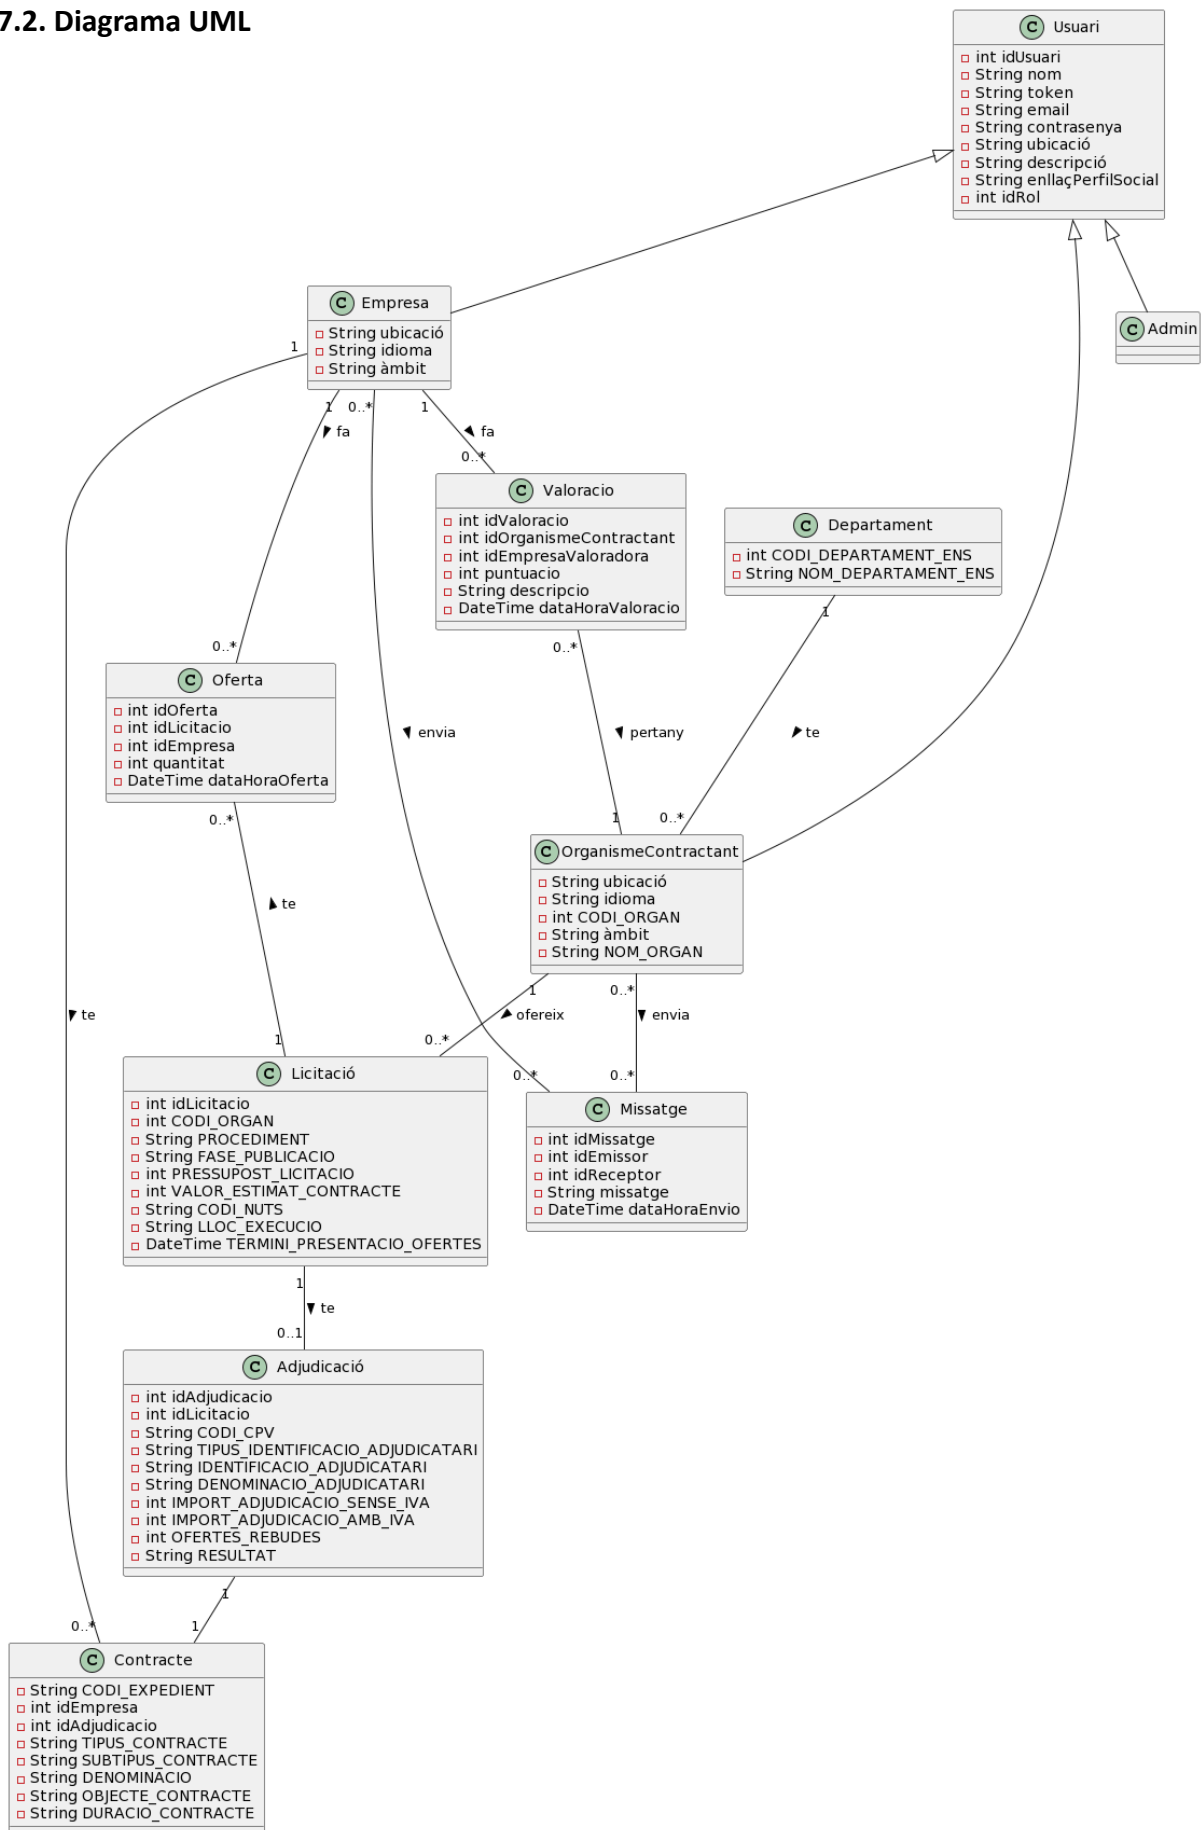 7.2. Diagrama UML
C Usuari
int idUsuari
String nom
String token
String email
String contrasenya
String ubicació
String descripció
String enllaçPerfilSocial
int idRol
C Empresa
String ubicació
String idioma
String àmbit
C Admin
1
1
0..*
1
fa
fa
0..*
C Valoracio
int idValoracio
int idOrganismeContractant
int idEmpresaValoradora
int puntuacio
String descripcio
DateTime dataHoraValoracio
C Departament
int CODI_DEPARTAMENT_ENS
String NOM_DEPARTAMENT_ENS
1
0..*
0..*
C Oferta
int idOferta
int idLicitacio
int idEmpresa
int quantitat
DateTime dataHoraOferta
envia
pertany
te
0..*
1
0..*
C OrganismeContractant
String ubicació
String idioma
int CODI_ORGAN
String àmbit
String NOM_ORGAN
te
1
0..*
te
ofereix
envia
1
0..*
0..*
0..*
C Licitació
int idLicitacio
int CODI_ORGAN
String PROCEDIMENT
String FASE_PUBLICACIO
int PRESSUPOST_LICITACIO
int VALOR_ESTIMAT_CONTRACTE
String CODI_NUTS
String LLOC_EXECUCIO
DateTime TERMINI_PRESENTACIO_OFERTES
C Missatge
int idMissatge
int idEmissor
int idReceptor
String missatge
DateTime dataHoraEnvio
1
te
0..1
C Adjudicació
int idAdjudicacio
int idLicitacio
String CODI_CPV
String TIPUS_IDENTIFICACIO_ADJUDICATARI
String IDENTIFICACIO_ADJUDICATARI
String DENOMINACIO_ADJUDICATARI
int IMPORT_ADJUDICACIO_SENSE_IVA
int IMPORT_ADJUDICACIO_AMB_IVA
int OFERTES_REBUDES
String RESULTAT
1
0..*
1
C Contracte
String CODI_EXPEDIENT
int idEmpresa
int idAdjudicacio
String TIPUS_CONTRACTE
String SUBTIPUS_CONTRACTE
String DENOMINACIO
String OBJECTE_CONTRACTE
String DURACIO_CONTRACTE